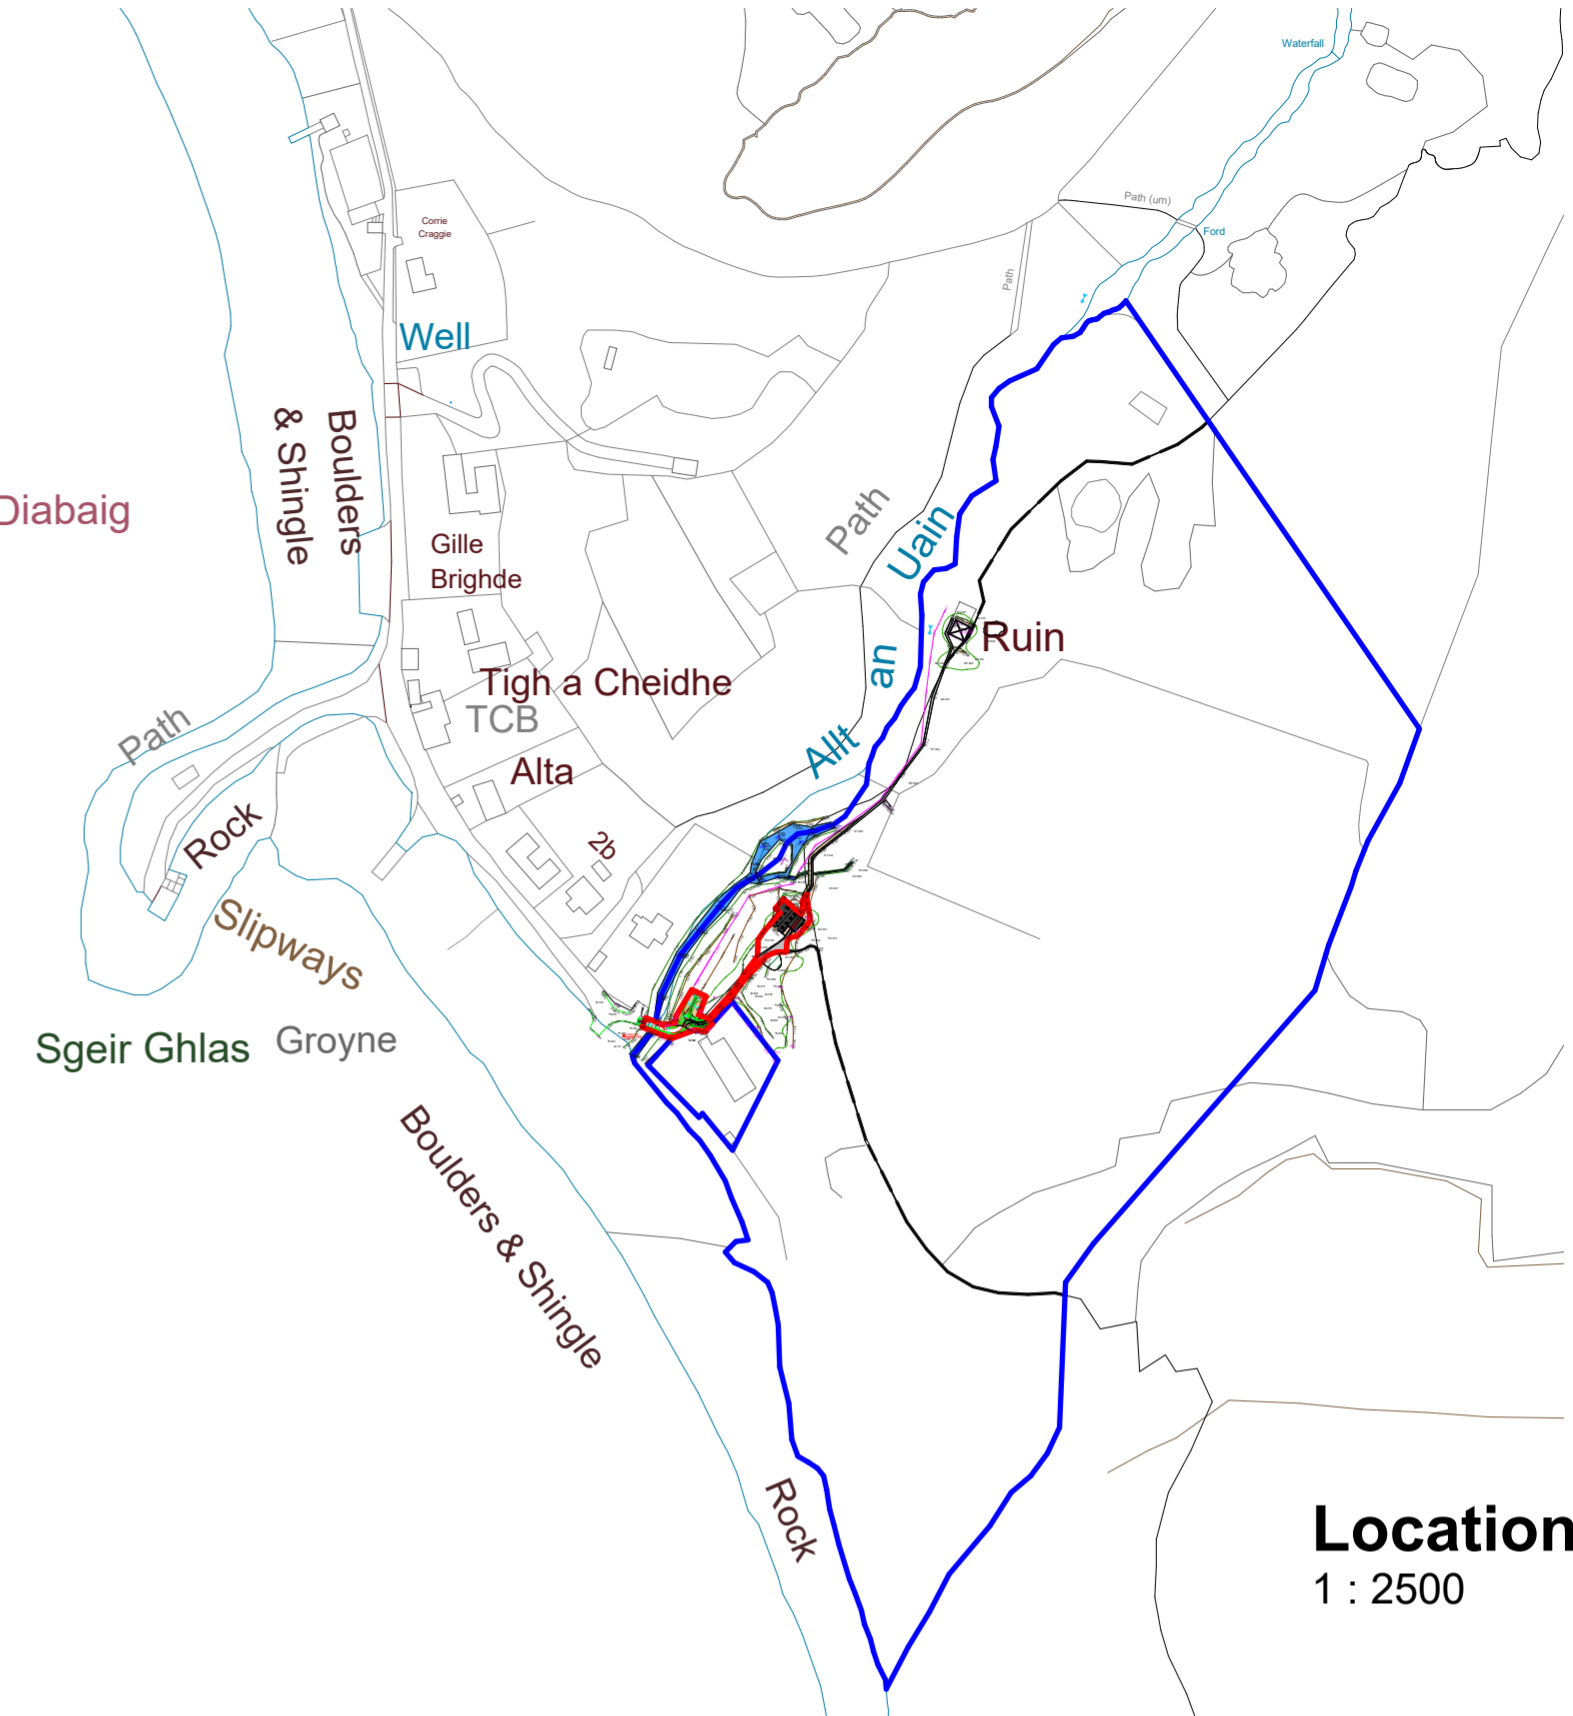 Waterfall
Path (um)
Ford
Corrie
Craggie
Path
Well
Boulders
& Shingle
Diabaig
Path
Allt an Uain
Gille
Brighde
Ruin
Tigh a Cheidhe
TCB
Path
Alta
Rock
2b
Slipways
Sgeir Ghlas
Groyne
Boulders & Shingle
Rock
Location
1 : 2500